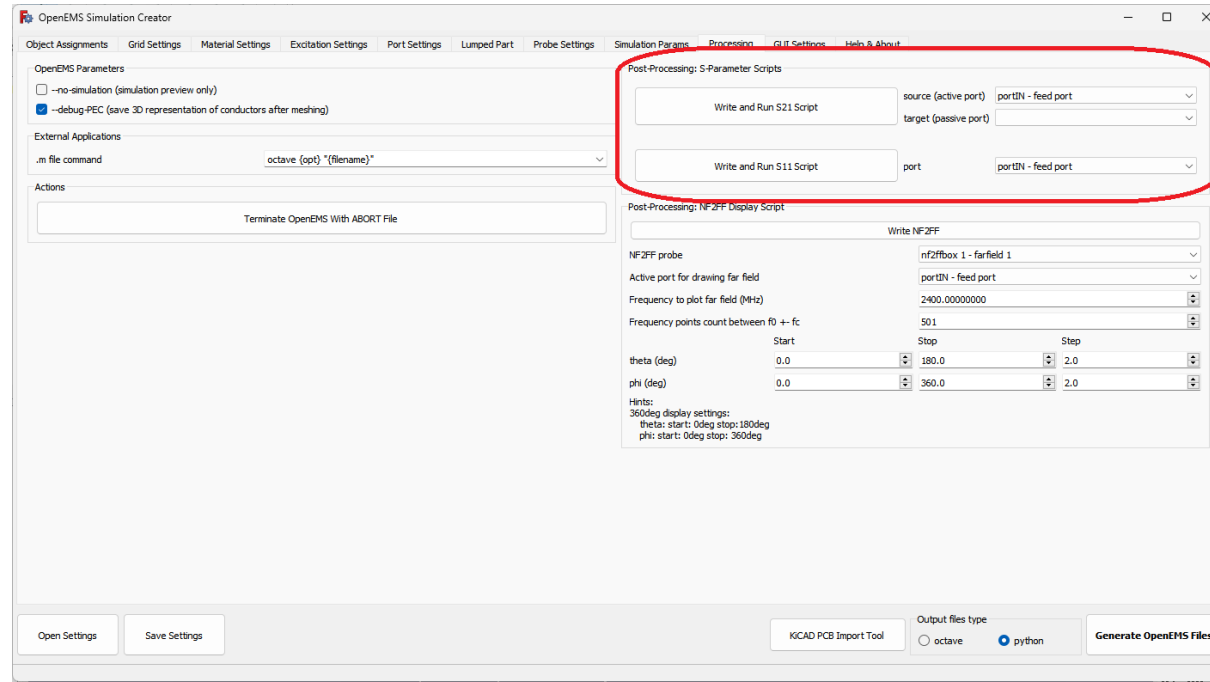 OpenEMS Simulation Creator
Object Assignments Grid Settings Material Settings Excitation Settings Port Settings Lumped Part Probe Settings Simulation Params Processing GUI Settings Help & About
OpenEMS Parameters
--no-simulation (simulation preview only)
--debug-PEC (save 3D representation of conductors after meshing)
External Applications
.m file command octave {opt} "{filename}"
Actions
Terminate OpenEMS With ABORT File
Post-Processing: S-Parameter Scripts
Write and Run S21 Script source (active port) portIN - feed port
target (passive port)
Write and Run S11 Script port portIN - feed port
Post-Processing: NF2FF Display Script
Write NF2FF
NF2FF probe nf2ffbox 1 - farfield 1
Active port for drawing far field portIN - feed port
Frequency to plot far field (MHz) 2400.00000000
Frequency points count between f0 +- fc 501
Start Stop Step
theta (deg) 0.0 180.0 2.0
phi (deg) 0.0 360.0 2.0
Hints:
360deg display settings:
theta: start: 0deg stop:180deg
phi: start: 0deg stop: 360deg
Open Settings Save Settings KiCAD PCB Import Tool
Output files type
octave python
Generate OpenEMS Files